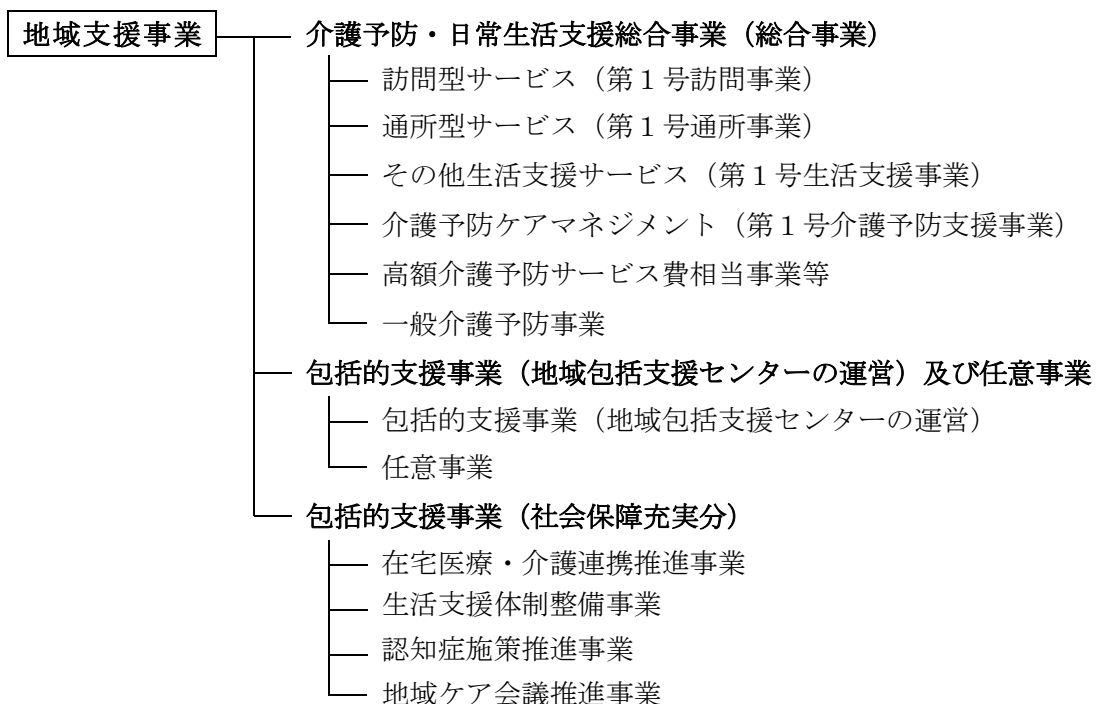 地域支援事業
介護予防・日常生活支援総合事業（総合事業）
訪問型サービス（第１号訪問事業）
通所型サービス（第１号通所事業）
その他生活支援サービス（第１号生活支援事業）
介護予防ケアマネジメント（第１号介護予防支援事業）
高額介護予防サービス費相当事業等
一般介護予防事業
包括的支援事業（地域包括支援センターの運営）及び任意事業
包括的支援事業（地域包括支援センターの運営）
任意事業
包括的支援事業（社会保障充実分）
在宅医療・介護連携推進事業
生活支援体制整備事業
認知症施策推進事業
地域ケア会議推進事業